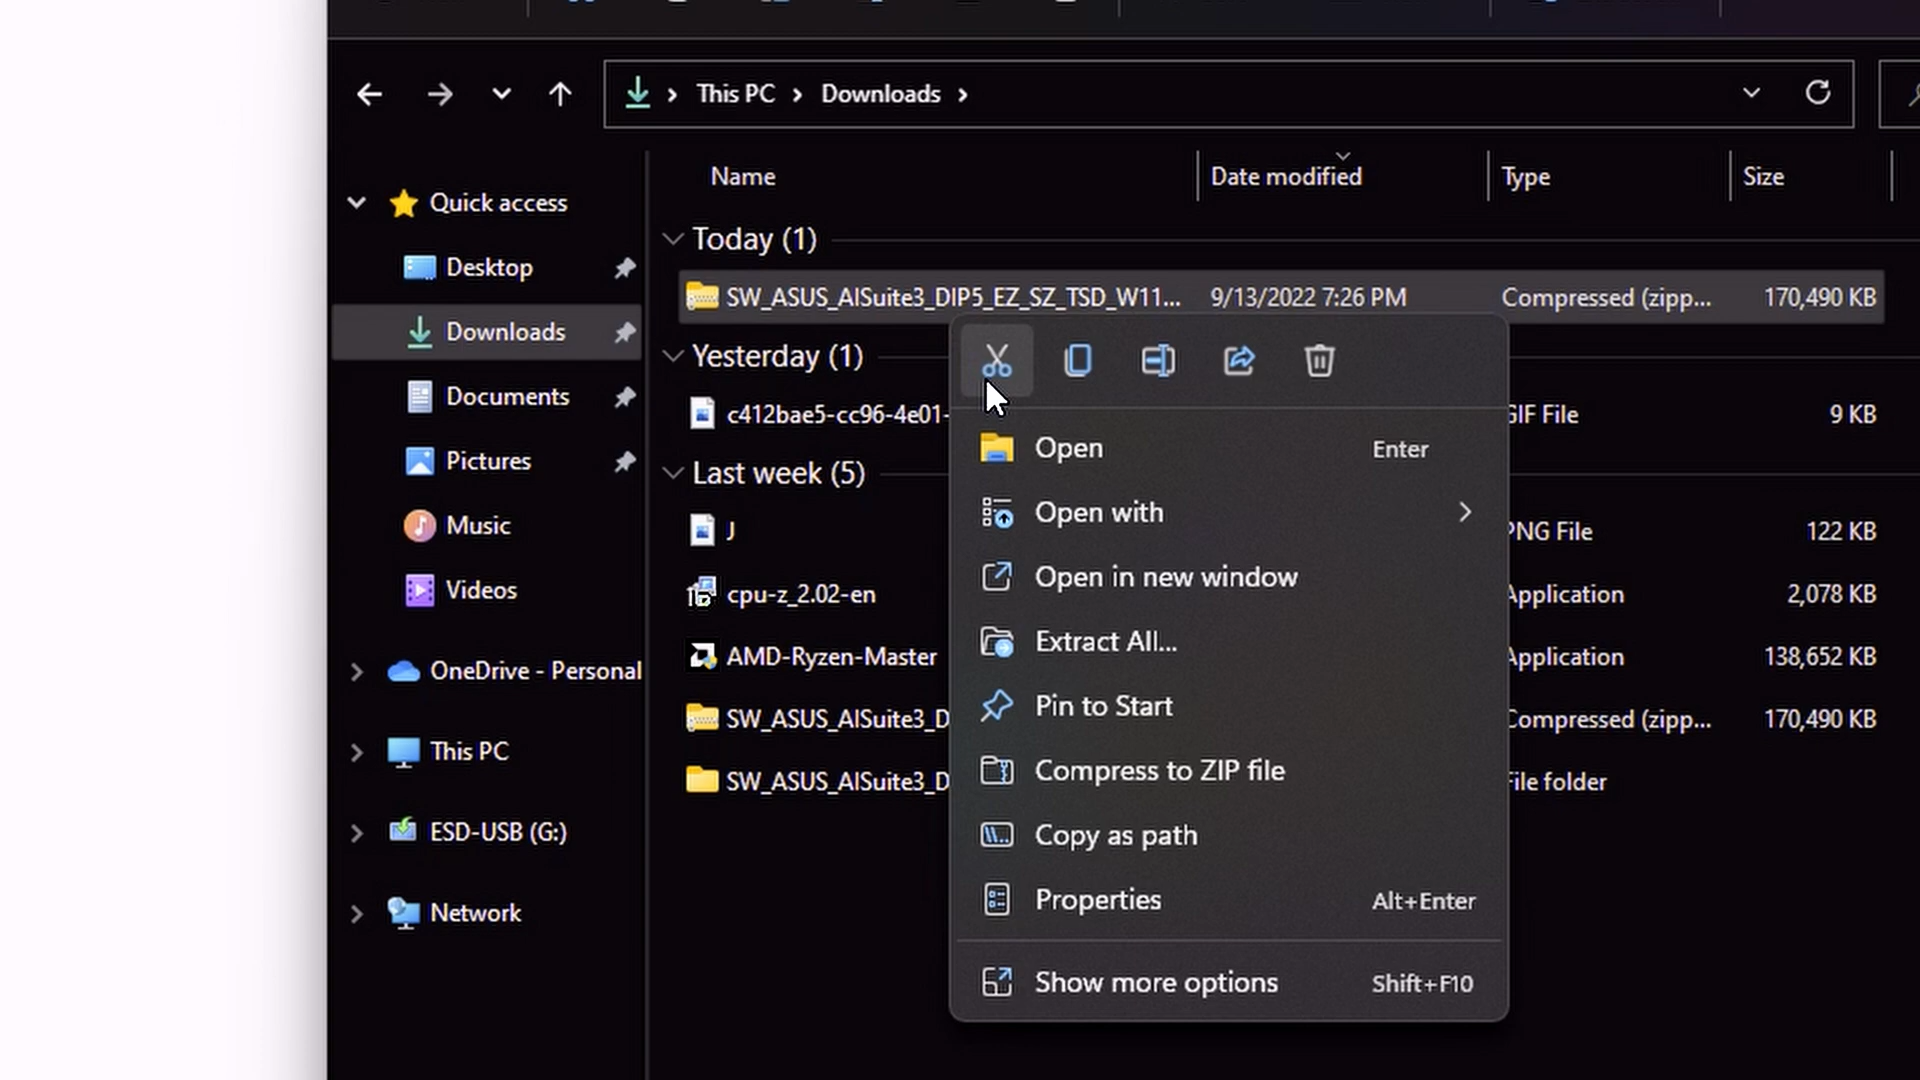 This PC
Downloads
Name
Date modified
Type
Size
Quick access
Desktop
Downloads
Documents
Pictures
Music
Videos
OneDrive - Personal
This PC
ESD-USB (G:)
Network
Today (1)
SW_ASUS_AISuite3_DIP5_EZ_SZ_TSD_W11... 9/13/2022 7:26 PM Compressed (zipp... 170,490 KB
Yesterday (1)
c412bae5-cc96-4e01- GIF File 9 KB
Last week (5)
J PNG File 122 KB
cpu-z_2.02-en Application 2,078 KB
AMD-Ryzen-Master Application 138,652 KB
SW_ASUS_AISuite3_D Compressed (zipp... 170,490 KB
SW_ASUS_AISuite3_D File folder
Open Enter
Open with
Open in new window
Extract All...
Pin to Start
Compress to ZIP file
Copy as path
Properties Alt+Enter
Show more options Shift+F10